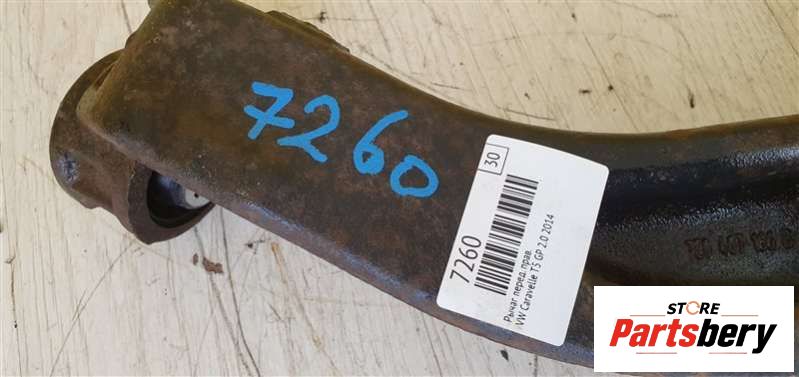 7260
30
7260
Рычаг перед. прав.
VW Caravelle T5 GP 2.0 2014
STORE
Partsbery